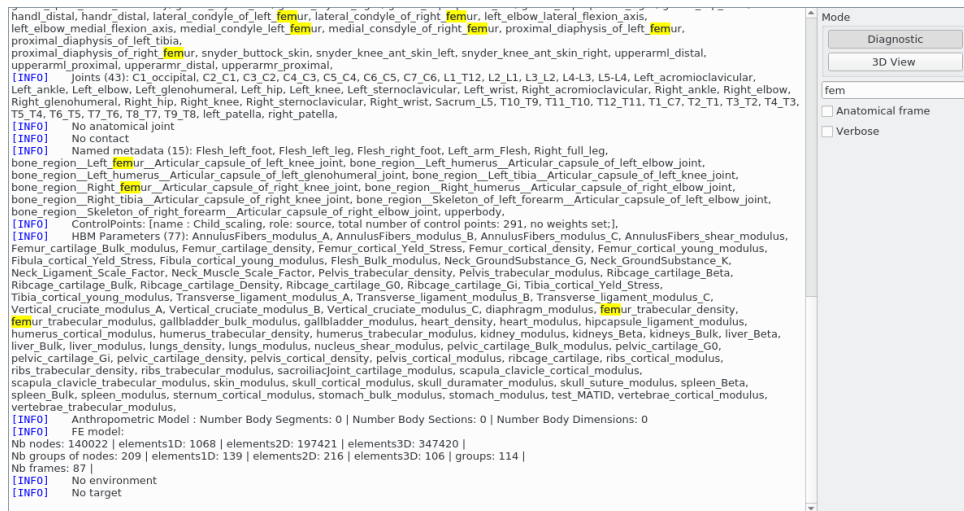 handl_distal, handr_distal, lateral_condyle_of_left_femur, lateral_condyle_of_right_femur, left_elbow_lateral_flexion_axis,
left_elbow_medial_flexion_axis, medial_condyle_left_femur, medial_consdyle_of_right_femur, proximal_diaphysis_of_left_femur,
proximal_diaphysis_of_left_tibia,
proximal_diaphysis_of_right_femur, snyder_buttock_skin, snyder_knee_ant_skin_left, snyder_knee_ant_skin_right, upperarml_distal,
upperarml_proximal, upperarmr_distal, upperarmr_proximal,
[INFO] Joints (43): C1_occipital, C2_C1, C3_C2, C4_C3, C5_C4, C6_C5, C7_C6, L1_T12, L2_L1, L3_L2, L4-L3, L5-L4, Left_acromioclavicular,
Left_ankle, Left_elbow, Left_glenohumeral, Left_hip, Left_knee, Left_sternoclavicular, Left_wrist, Right_acromioclavicular, Right_ankle, Right_elbow,
Right_glenohumeral, Right_hip, Right_knee, Right_sternoclavicular, Right_wrist, Sacrum_L5, T10_T9, T11_T10, T12_T11, T1_C7, T2_T1, T3_T2, T4_T3,
T5_T4, T6_T5, T7_T6, T8_T7, T9_T8, left_patella, right_patella,
[INFO] No anatomical joint
[INFO] No contact
[INFO] Named metadata (15): Flesh_left_foot, Flesh_left_leg, Flesh_right_foot, Left_arm_Flesh, Right_full_leg,
bone_region__Left_femur__Articular_capsule_of_left_knee_joint, bone_region__Left_humerus__Articular_capsule_of_left_elbow_joint,
bone_region__Left_humerus__Articular_capsule_of_left_glenohumeral_joint, bone_region__Left_tibia__Articular_capsule_of_left_knee_joint,
bone_region__Right_femur__Articular_capsule_of_right_knee_joint, bone_region__Right_humerus__Articular_capsule_of_right_elbow_joint,
bone_region__Right_tibia__Articular_capsule_of_right_knee_joint, bone_region__Skeleton_of_left_forearm__Articular_capsule_of_left_elbow_joint,
bone_region__Skeleton_of_right_forearm__Articular_capsule_of_right_elbow_joint, upperbody,
[INFO] ControlPoints: [name : Child_scaling, role: source, total number of control points: 291, no weights set;],
[INFO] HBM Parameters (77): AnnulusFibers_modulus_A, AnnulusFibers_modulus_B, AnnulusFibers_modulus_C, AnnulusFibers_shear_modulus,
Femur_cartilage_Bulk_modulus, Femur_cartilage_density, Femur_cortical_Yeld_Stress, Femur_cortical_density, Femur_cortical_young_modulus,
Fibula_cortical_Yeld_Stress, Fibula_cortical_young_modulus, Flesh_Bulk_modulus, Neck_GroundSubstance_G, Neck_GroundSubstance_K,
Neck_Ligament_Scale_Factor, Neck_Muscle_Scale_Factor, Pelvis_trabecular_density, Pelvis_trabecular_modulus, Ribcage_cartilage_Beta,
Ribcage_cartilage_Bulk, Ribcage_cartilage_Density, Ribcage_cartilage_G0, Ribcage_cartilage_Gi, Tibia_cortical_Yeld_Stress,
Tibia_cortical_young_modulus, Transverse_ligament_modulus_A, Transverse_ligament_modulus_B, Transverse_ligament_modulus_C,
Vertical_cruciate_modulus_A, Vertical_cruciate_modulus_B, Vertical_cruciate_modulus_C, diaphragm_modulus, femur_trabecular_density,
femur_trabecular_modulus, gallbladder_bulk_modulus, gallbladder_modulus, heart_density, heart_modulus, hipcpapsule_ligament_modulus,
humerus_cortical_modulus, humerus_trabecular_density, humerus_trabecular_modulus, kidney_modulus, kidneys_Beta, kidneys_Bulk, liver_Beta,
liver_Bulk, liver_modulus, lungs_density, lungs_modulus, nucleus_shear_modulus, pelvic_cartilage_Bulk_modulus, pelvic_cartilage_G0,
pelvic_cartilage_Gi, pelvic_cartilage_density, pelvis_cortical_density, pelvis_cortical_modulus, ribcage_cartilage, ribs_cortical_modulus,
ribs_trabecular_density, ribs_trabecular_modulus, sacroiliacJoint_cartilage_modulus, scapula_clavicle_cortical_modulus,
scapula_clavicle_trabecular_modulus, skin_modulus, skull_cortical_modulus, skull_duramater_modulus, skull_suture_modulus, spleen_Beta,
spleen_Bulk, spleen_modulus, sternum_cortical_modulus, stomach_bulk_modulus, stomach_modulus, test_MATID, vertebrae_cortical_modulus,
vertebrae_trabecular_modulus,
[INFO] Anthropometric Model : Number Body Segments: 0 | Number Body Sections: 0 | Number Body Dimensions: 0
[INFO] FE model:
Nb nodes: 140022 | elements1D: 1068 | elements2D: 197421 | elements3D: 347420 |
Nb groups of nodes: 209 | elements1D: 139 | elements2D: 216 | elements3D: 106 | groups: 114 |
Nb frames: 87 |
[INFO] No environment
[INFO] No target
Mode
Diagnostic
3D View
fem
Anatomical frame
Verbose